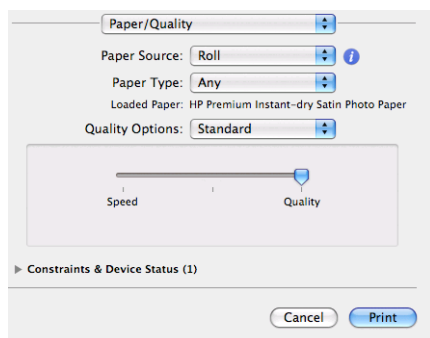 Paper/Quality
Paper Source: Roll
Paper Type: Any
Loaded Paper: HP Premium Instant-dry Satin Photo Paper
Quality Options: Standard
Speed Quality
Constraints & Device Status (1)
Cancel Print